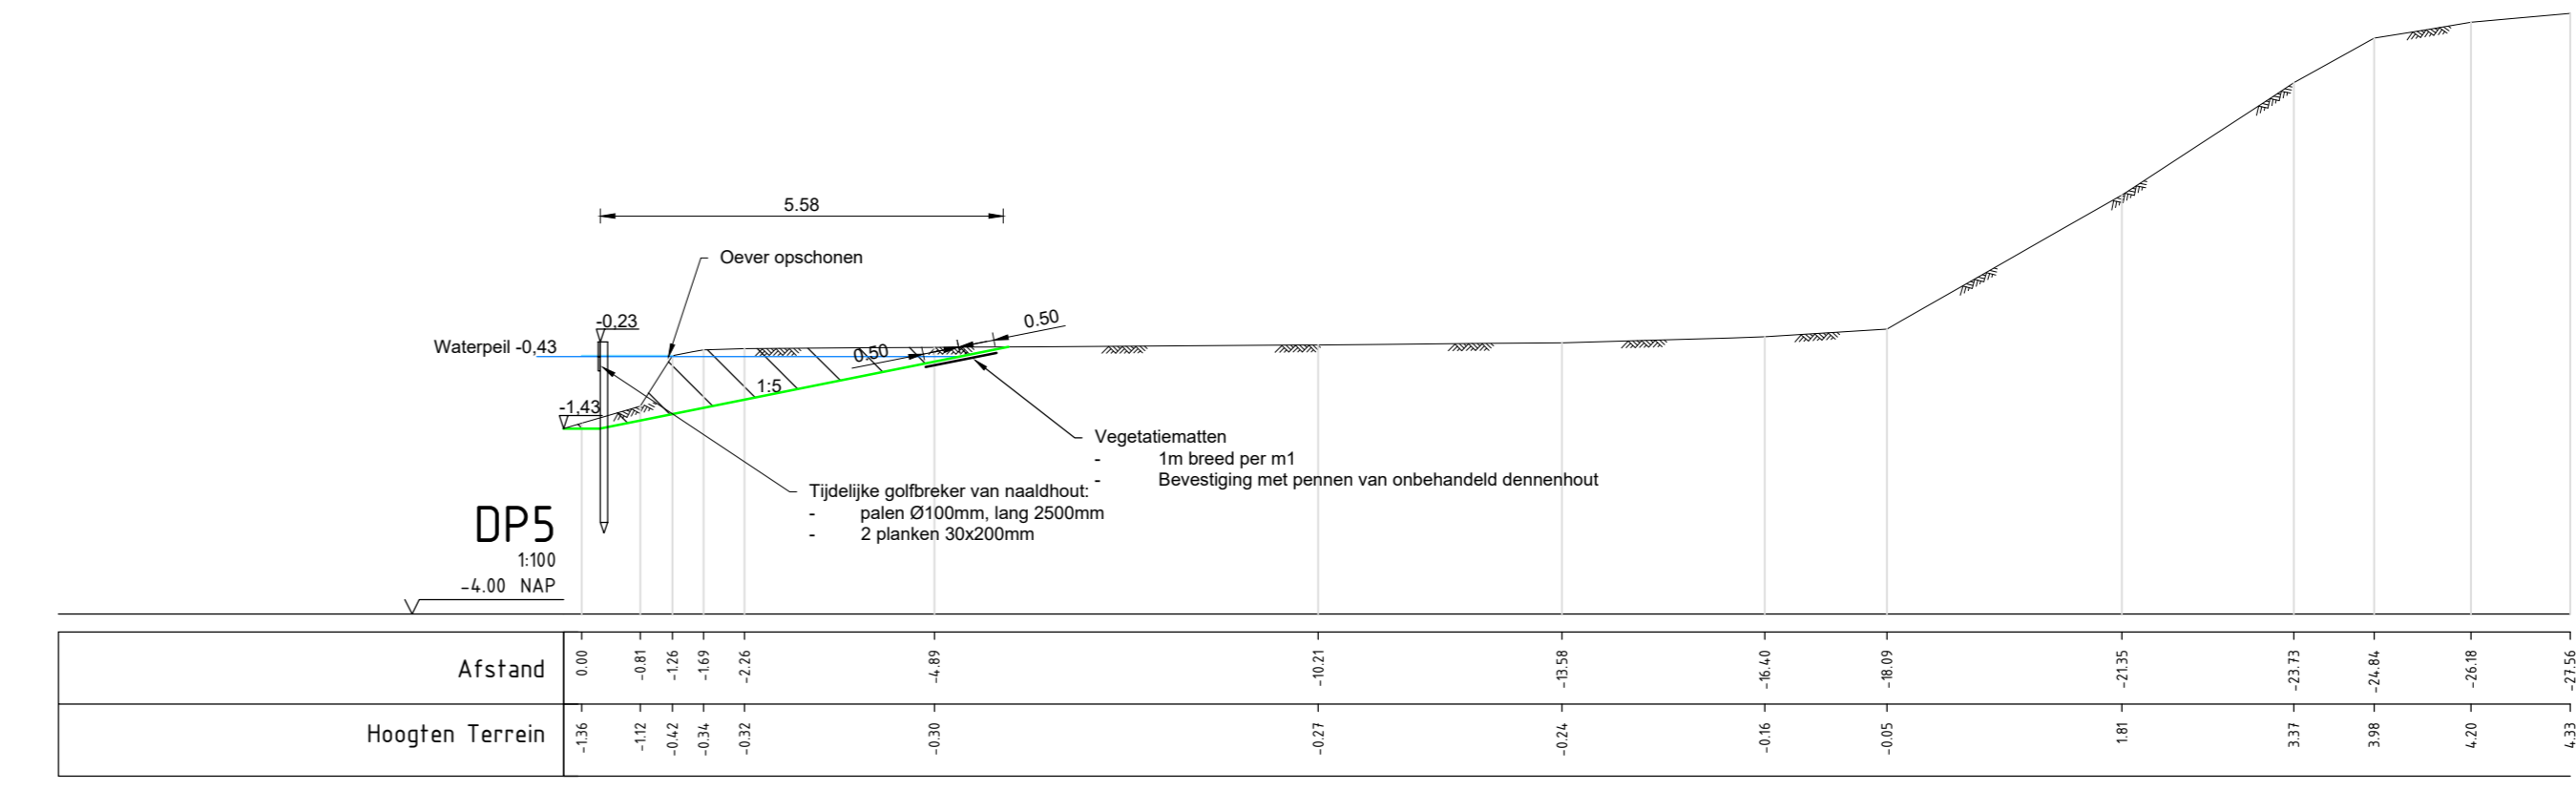 5.58
Oever opschonen
0.50
-0,23
Waterpeil -0,43
0.50
1:5
-1,43
Vegetatiematten
- 1m breed per m1
- Bevestiging met pennen van onbehandeld dennenhout
Tijdelijke golfbreker van naaldhout:
- palen Ø100mm, lang 2500mm
- 2 planken 30x200mm
DP5
1:100
-4.00 NAP
Afstand 0.00 -0.81 -1.26 -1.69 -2.26 -4.89 -10.21 -13.58 -16.40 -18.09 -21.35 -23.73 -24.84 -26.18 -27.56
Hoogten Terrein -1.36 -1.12 -0.42 -0.34 -0.32 -0.30 -0.27 -0.24 -0.16 -0.05 1.81 3.37 3.98 4.20 4.33